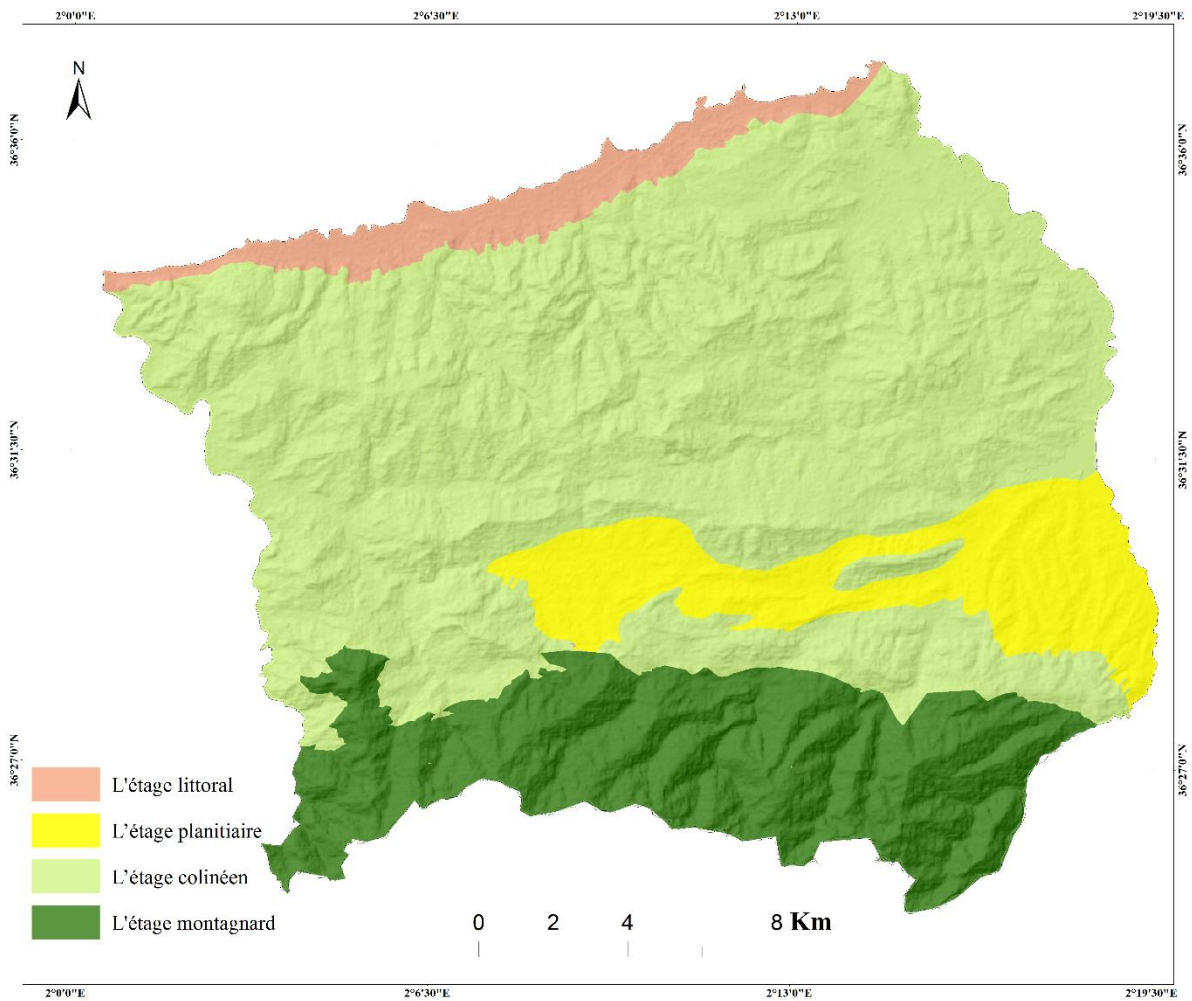 2°0'0"E 2°6'30"E 2°13'0"E 2°19'30"E
N
36°36'0"N 36°36'0"N
36°31'30"N 36°31'30"N
36°27'0"N 36°27'0"N
L'étage littoral
L'étage planitiaire
L'étage colinéen
L'étage montagnard
0 2 4 8 Km
2°0'0"E 2°6'30"E 2°13'0"E 2°19'30"E